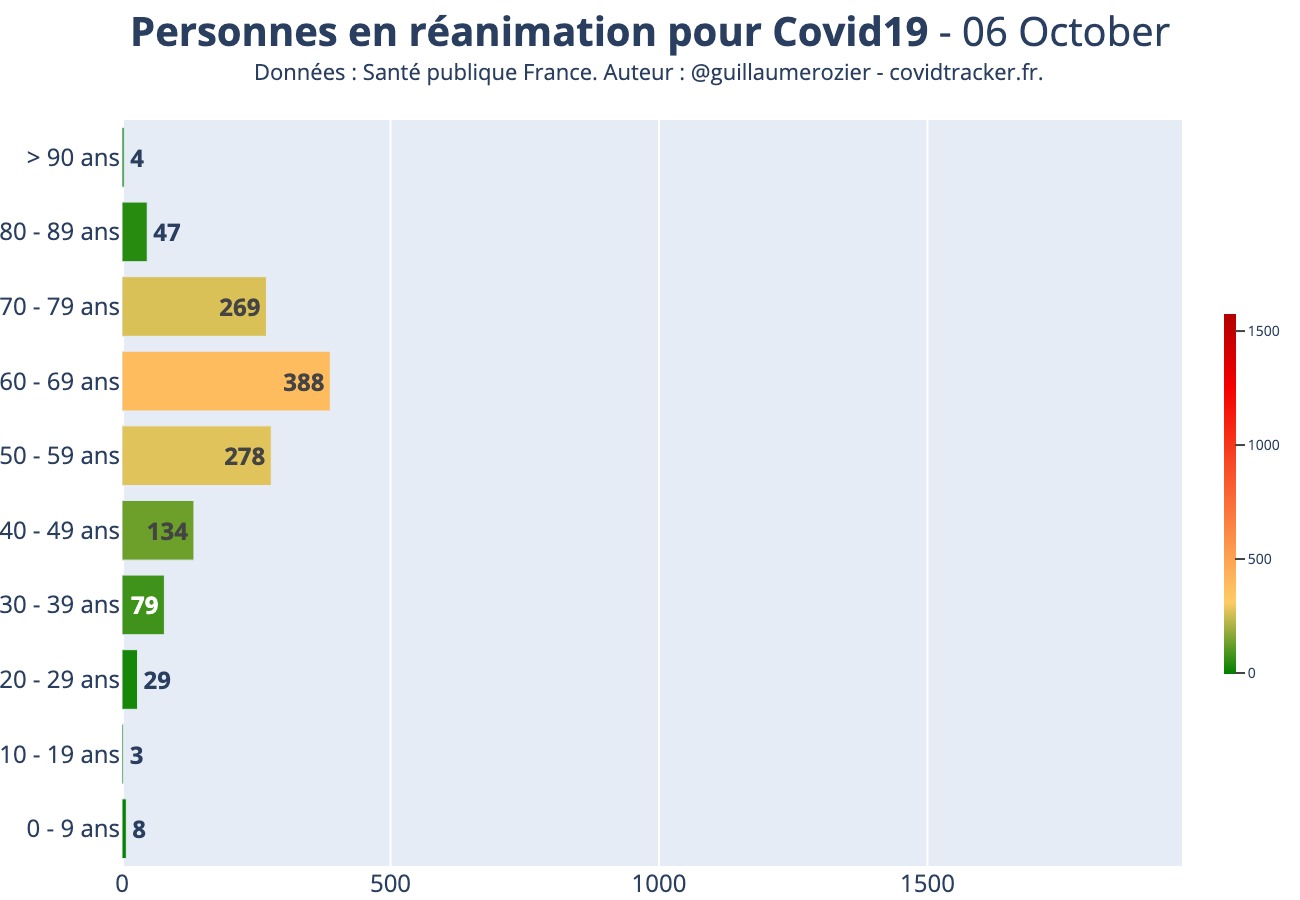 Personnes en réanimation pour Covid19 - 06 October
Données : Santé publique France. Auteur : @guillaumerozier - covidtracker.fr.
> 90 ans 4
80 - 89 ans 47
70 - 79 ans 269
60 - 69 ans 388
50 - 59 ans 278
40 - 49 ans 134
30 - 39 ans 79
20 - 29 ans 29
10 - 19 ans 3
0 - 9 ans 8
0 500 1000 1500
1500
1000
500
0